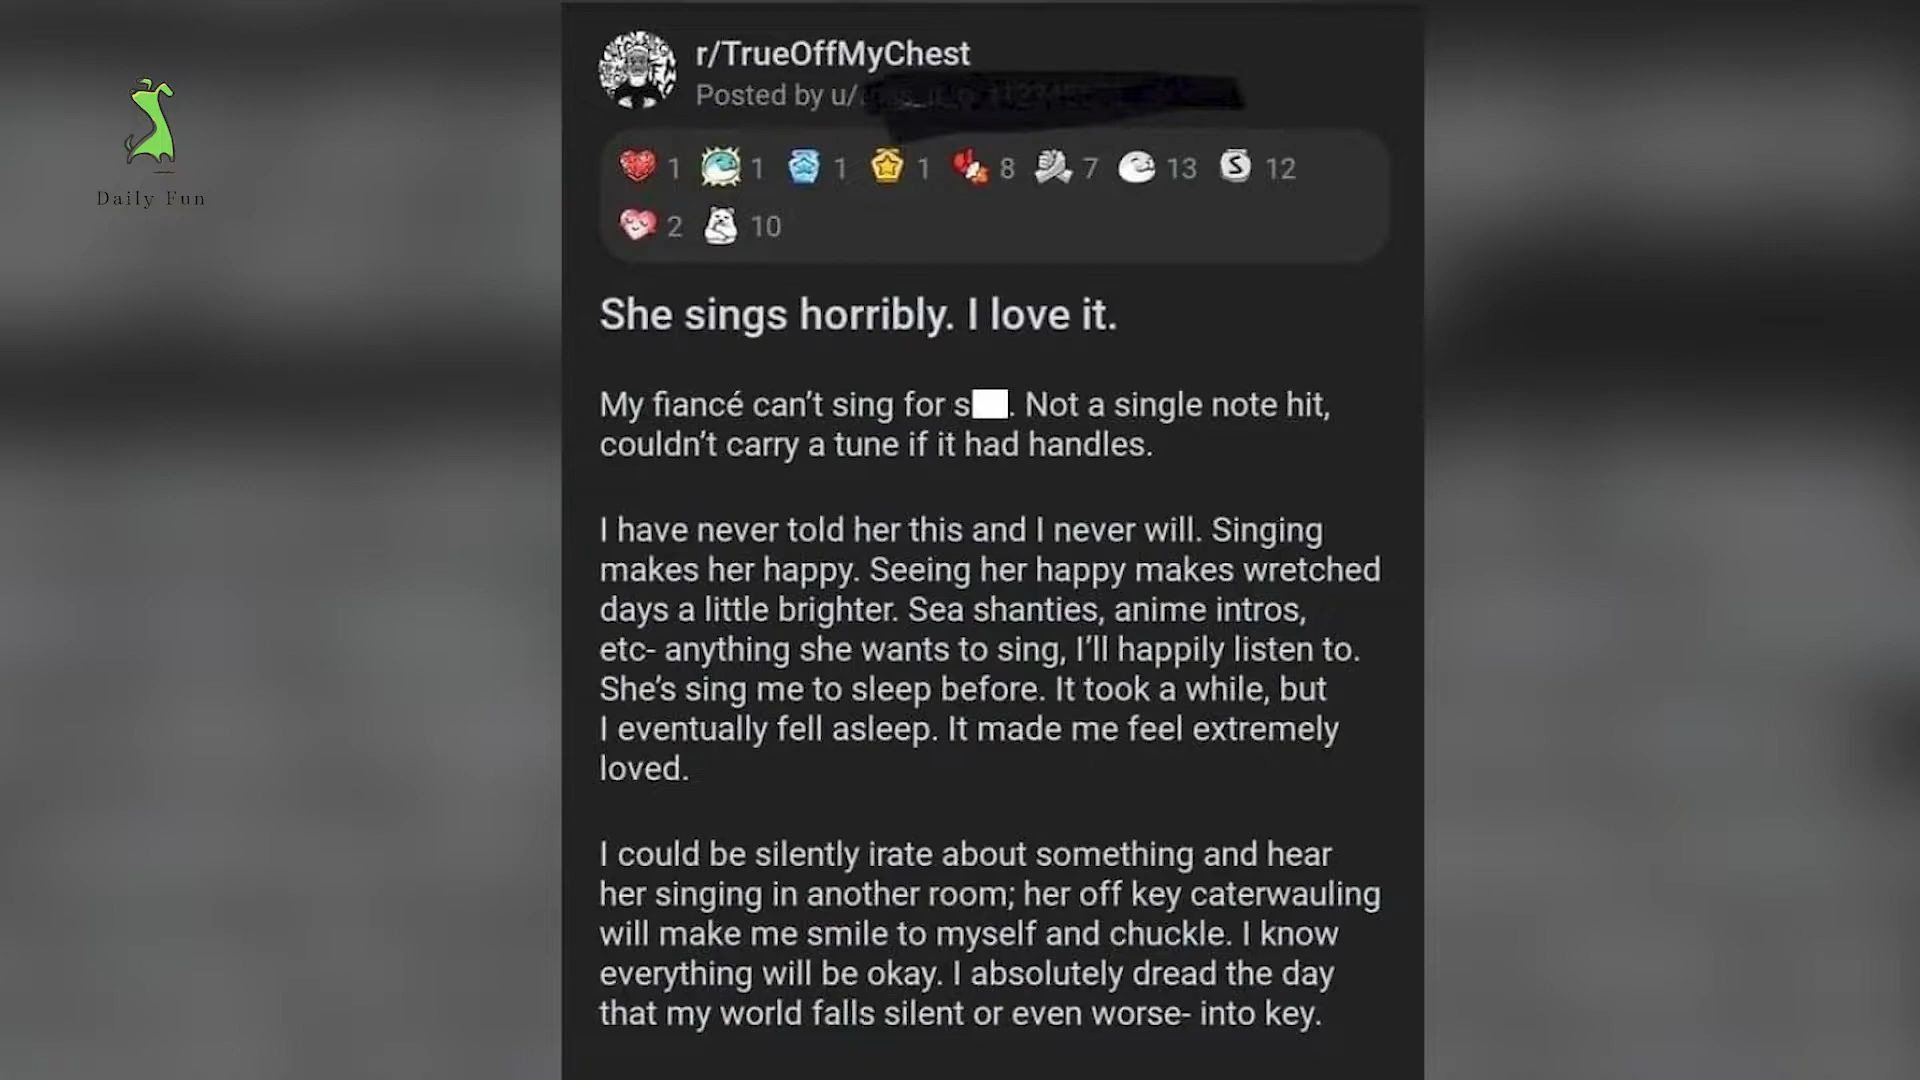 r/TrueOffMyChest
Posted by u/
1 1 1 1 8 7 13 12
2 10
Daily Fun
She sings horribly. I love it.
My fiancé can't sing for s. Not a single note hit,
couldn't carry a tune if it had handles.
I have never told her this and I never will. Singing
makes her happy. Seeing her happy makes wretched
days a little brighter. Sea shanties, anime intros,
etc- anything she wants to sing, I'll happily listen to.
She's sing me to sleep before. It took a while, but
I eventually fell asleep. It made me feel extremely
loved.
I could be silently irate about something and hear
her singing in another room; her off key caterwauling
will make me smile to myself and chuckle. I know
everything will be okay. I absolutely dread the day
that my world falls silent or even worse- into key.